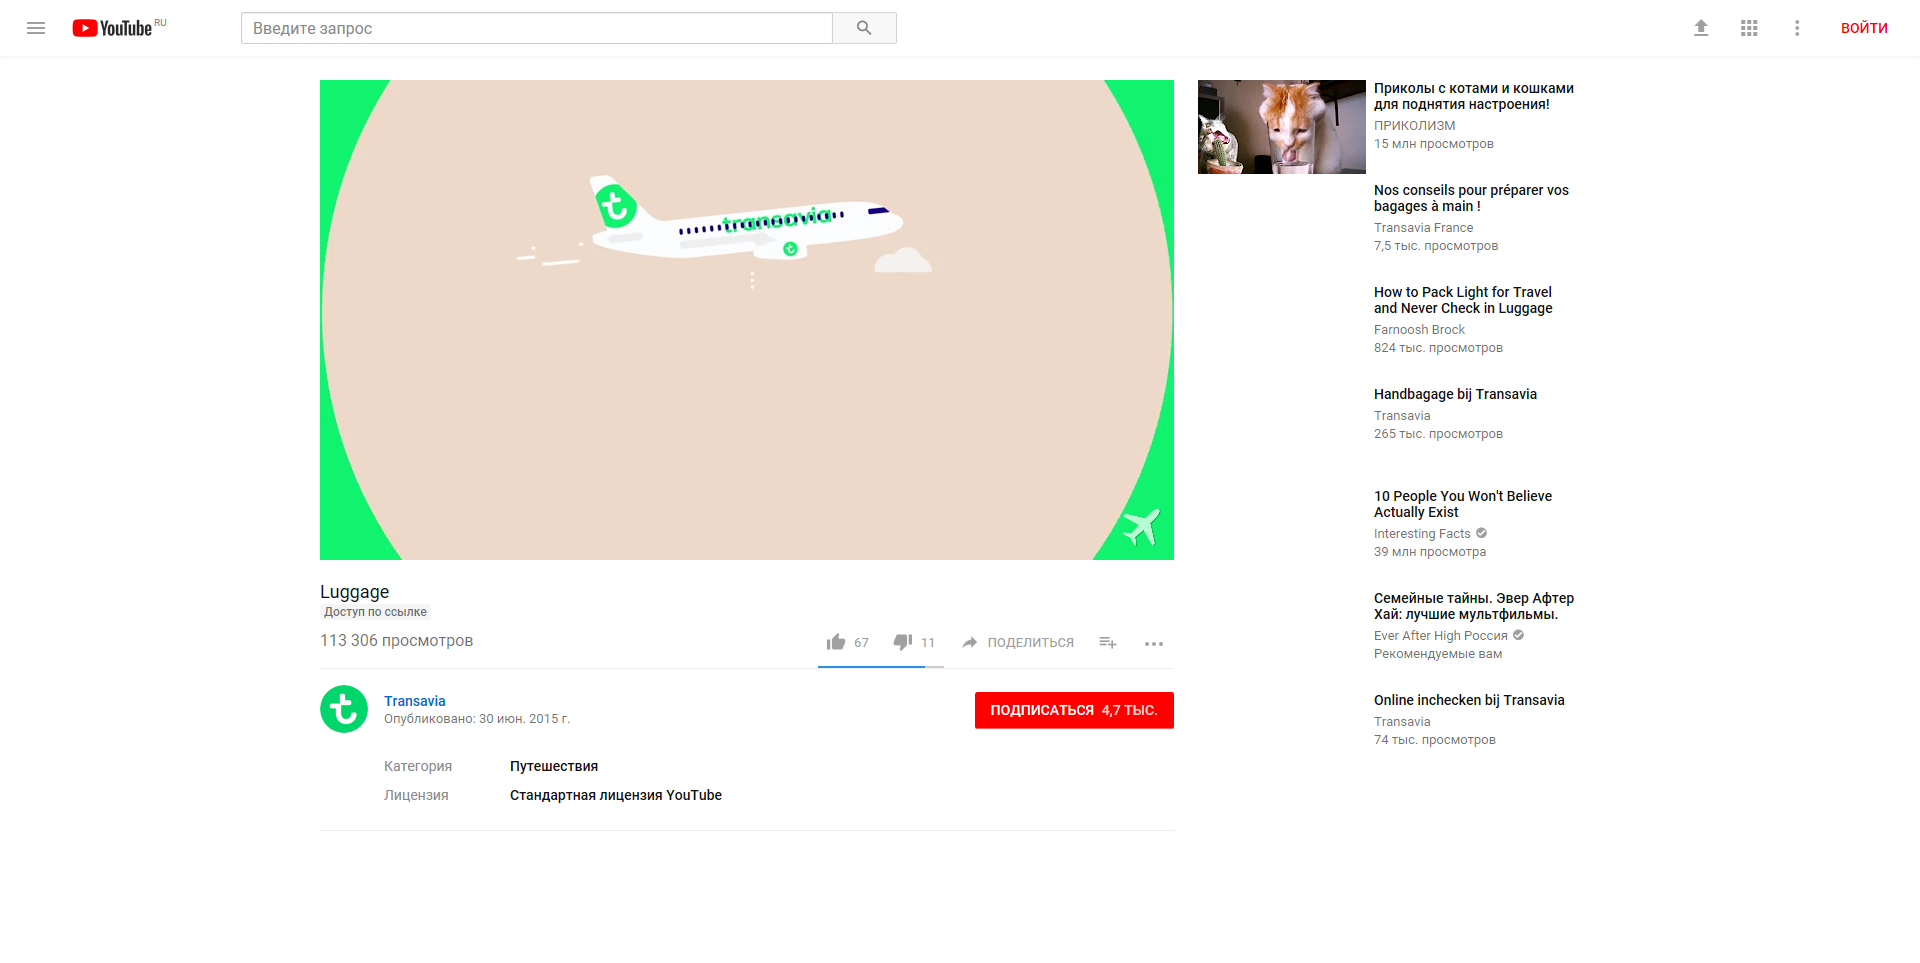 YouTube RU
Введите запрос
ВОЙТИ
transavia
Luggage
Доступ по ссылке
113 306 просмотров
67
11
ПОДЕЛИТЬСЯ
Transavia
Опубликовано: 30 июн. 2015 г.
ПОДПИСАТЬСЯ 4,7 ТЫС.
Категория
Путешествия
Лицензия
Стандартная лицензия YouTube
Приколы с котами и кошками
для поднятия настроения!
ПРИКОЛИЗМ
15 млн просмотров
Nos conseils pour préparer vos
bagages à main !
Transavia France
7,5 тыс. просмотров
How to Pack Light for Travel
and Never Check in Luggage
Farnoosh Brock
824 тыс. просмотров
Handbagage bij Transavia
Transavia
265 тыс. просмотров
10 People You Won't Believe
Actually Exist
Interesting Facts
39 млн просмотра
Семейные тайны. Эвер Афтер
Хай: лучшие мультфильмы.
Ever After High Россия
Рекомендуемые вам
Online inchecken bij Transavia
Transavia
74 тыс. просмотров